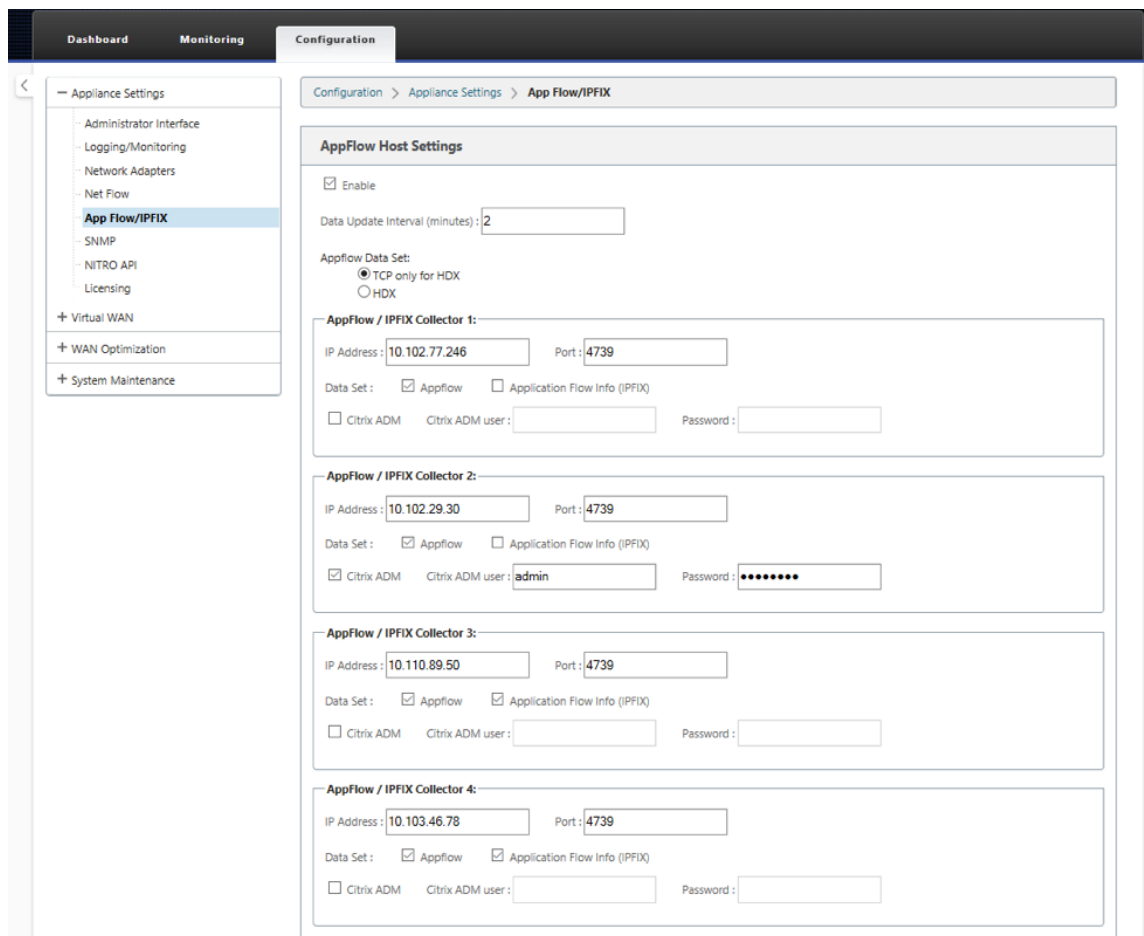 Dashboard Monitoring Configuration
Appliance Settings
Administrator Interface
Logging/Monitoring
Network Adapters
Net Flow
App Flow/IPFIX
SNMP
NITRO API
Licensing
Virtual WAN
WAN Optimization
System Maintenance
Configuration > Appliance Settings > App Flow/IPFIX
AppFlow Host Settings
Enable
Data Update Interval (minutes) : 2
Appflow Data Set:
TCP only for HDX
HDX
AppFlow / IPFIX Collector 1:
IP Address : 10.102.77.246 Port : 4739
Data Set : Appflow Application Flow Info (IPFIX)
Citrix ADM Citrix ADM user : Password :
AppFlow / IPFIX Collector 2:
IP Address : 10.102.29.30 Port : 4739
Data Set : Appflow Application Flow Info (IPFIX)
Citrix ADM Citrix ADM user : admin Password : ••••••••
AppFlow / IPFIX Collector 3:
IP Address : 10.110.89.50 Port : 4739
Data Set : Appflow Application Flow Info (IPFIX)
Citrix ADM Citrix ADM user : Password :
AppFlow / IPFIX Collector 4:
IP Address : 10.103.46.78 Port : 4739
Data Set : Appflow Application Flow Info (IPFIX)
Citrix ADM Citrix ADM user : Password :